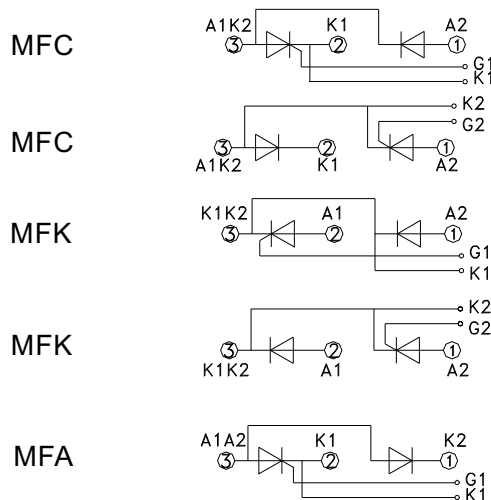 MFC
A1K2 K1 A2
3 2 1
G1
K1
MFC
K2
G2
3 2 1
A1K2 K1 A2
MFK
K1K2 A1 A2
3 2 1
G1
K1
MFK
K2
G2
3 2 1
K1K2 A1 A2
MFA
A1A2 K1 K2
3 2 1
G1
K1